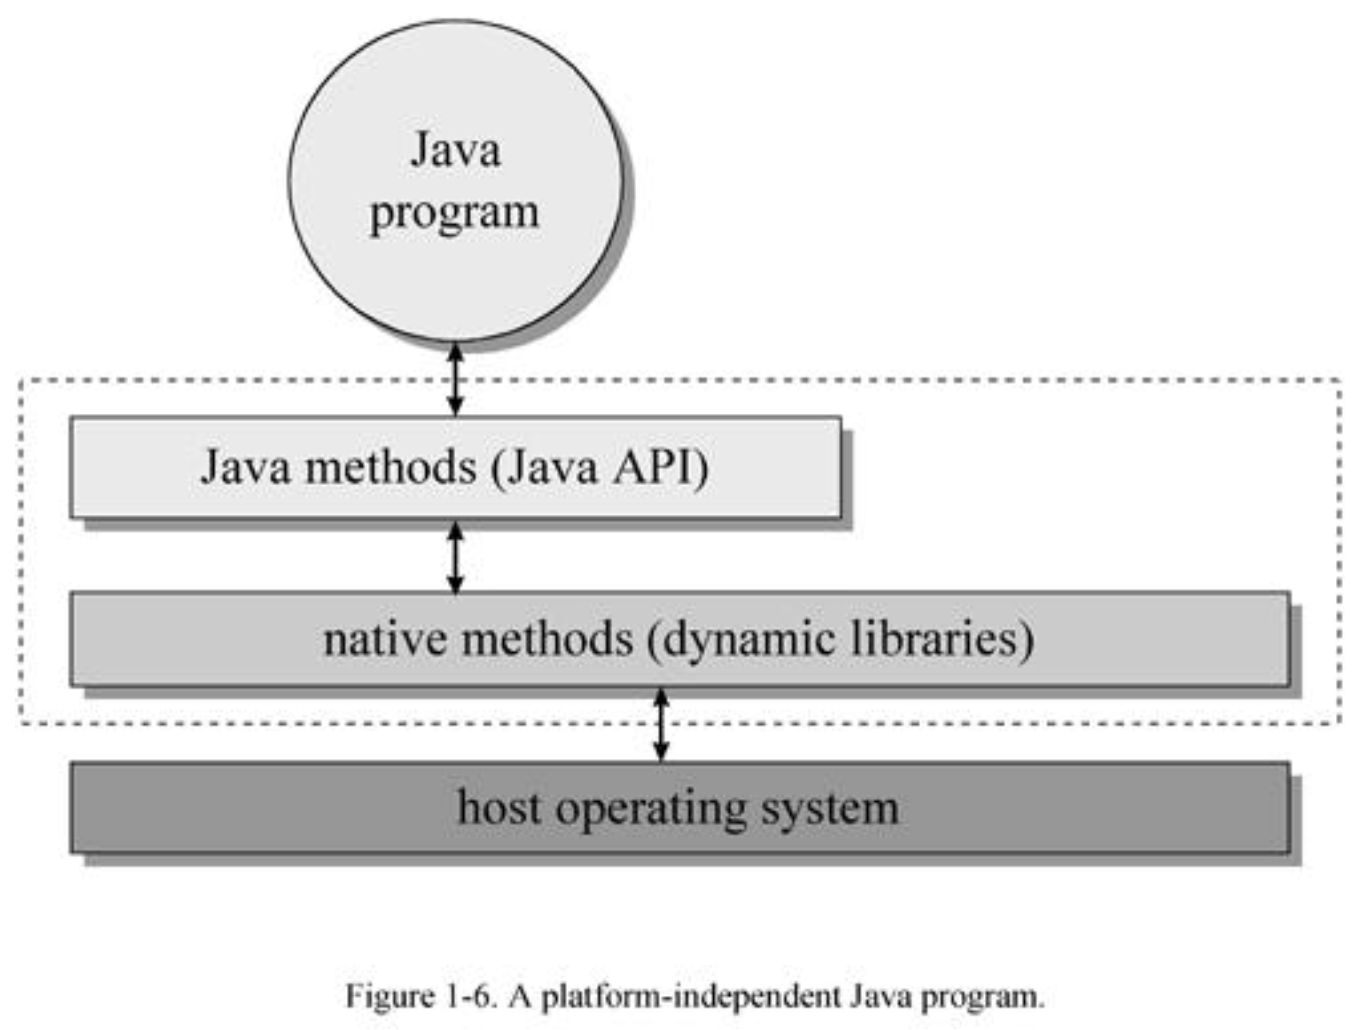 Java
program
Java methods (Java API)
native methods (dynamic libraries)
host operating system
Figure 1-6. A platform-independent Java program.